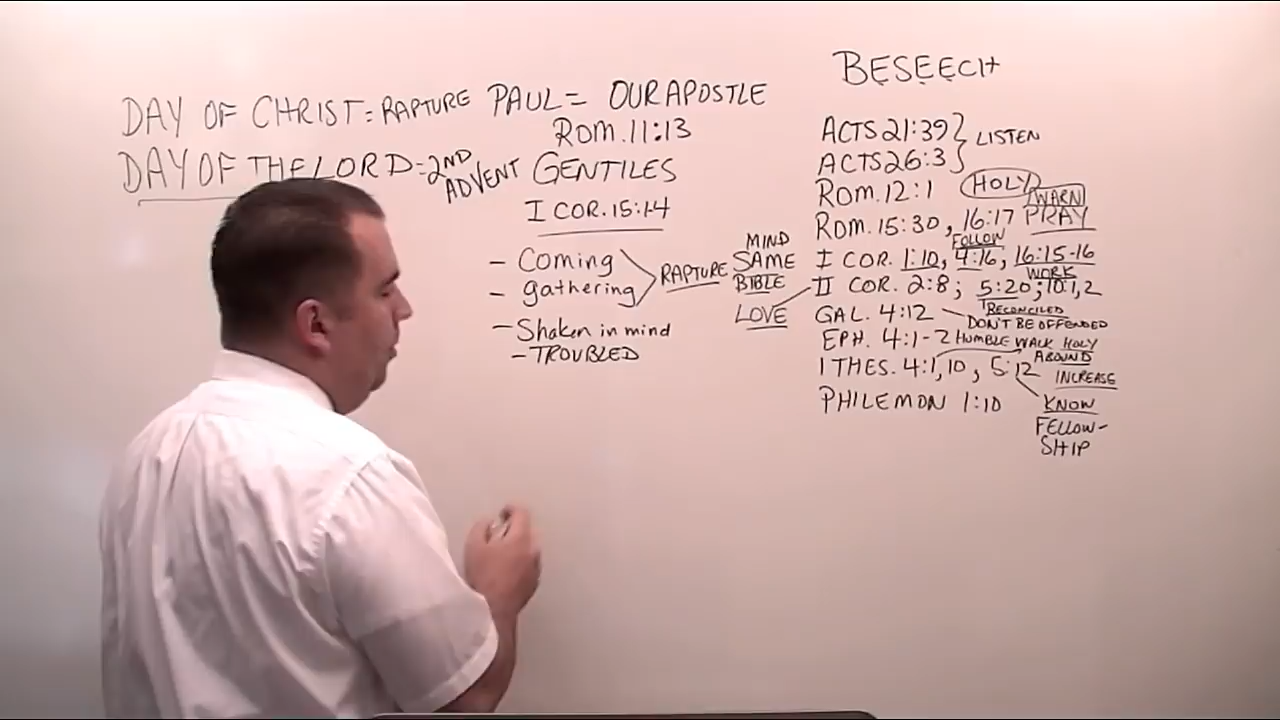 DAY OF CHRIST = RAPTURE
DAY OF THE LORD = 2ND ADVENT
PAUL = OUR APOSTLE
ROM. 11:13
GENTILES
I COR. 15:1-4
- Coming
- gathering
RAPTURE
- Shaken in mind
- TROUBLED
BESEECH
ACTS 21:39
ACTS 26:3
LISTEN
ROM. 12:1 HOLY
WARN
ROM. 15:30, 16:17 PRAY
FOLLOW
MIND
SAME
BIBLE
I COR. 1:10, 4:16, 16:15-16
WORK
LOVE
II COR. 2:8; 5:20; 10:1,2
RECONCILED
GAL. 4:12
DON'T BE OFFENDED
EPH. 4:1-2 HUMBLE WALK HOLY
1 THES. 4:1,10, 5:12
ABOUND
INCREASE
KNOW
PHILEMON 1:10
FELLOW-
SHIP